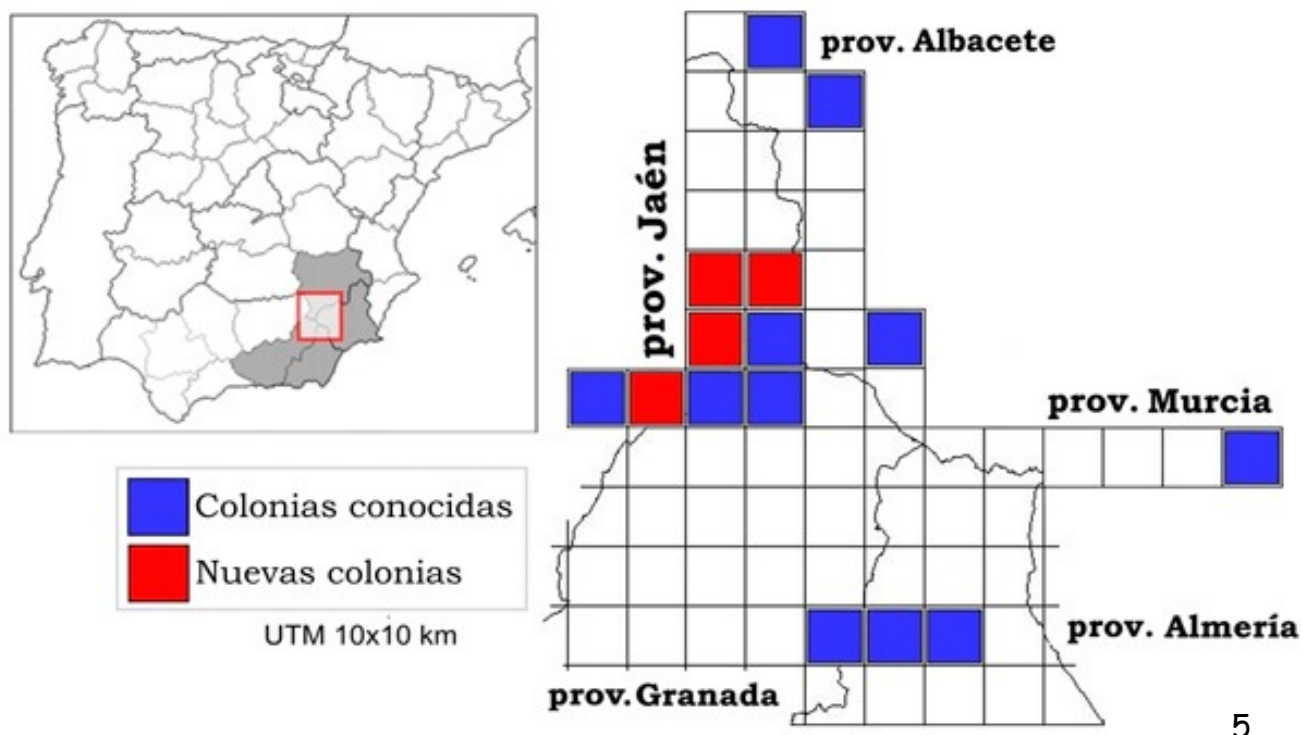 prov. Albacete
prov. Jaén
prov. Murcia
Colonias conocidas
Nuevas colonias
UTM 10x10 km
prov. Almería
prov. Granada
5